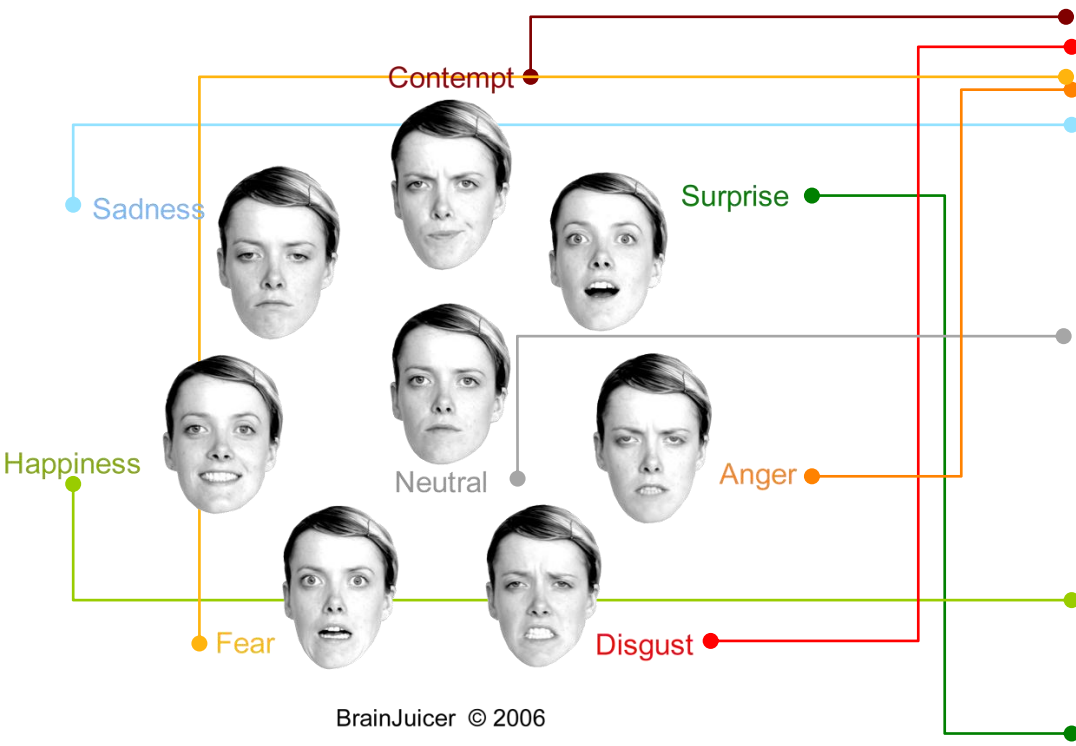 Contempt
Sadness
Surprise
Happiness
Neutral
Anger
Fear
Disgust
BrainJuicer © 2006